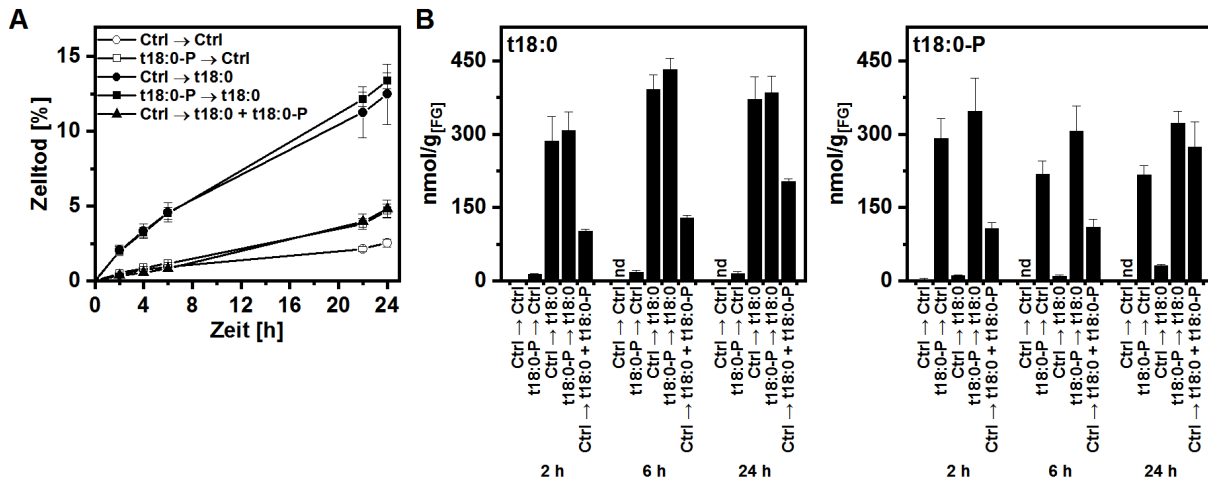 A
Zelltod [%]
15
10
5
0
Ctrl → Ctrl
t18:0-P → Ctrl
Ctrl → t18:0
t18:0-P → t18:0
Ctrl → t18:0 + t18:0-P
0 4 8 12 16 20 24
Zeit [h]
B
t18:0
nmol/g[FG]
450
300
150
0
nd nd
Ctrl → Ctrl
t18:0-P → Ctrl
Ctrl → t18:0
t18:0-P → t18:0
Ctrl → t18:0 + t18:0-P
Ctrl → Ctrl
t18:0-P → Ctrl
Ctrl → t18:0
t18:0-P → t18:0
Ctrl → t18:0 + t18:0-P
Ctrl → Ctrl
t18:0-P → Ctrl
Ctrl → t18:0
t18:0-P → t18:0
Ctrl → t18:0 + t18:0-P
2 h 6 h 24 h
t18:0-P
nmol/g[FG]
450
300
150
0
nd nd
Ctrl → Ctrl
t18:0-P → Ctrl
Ctrl → t18:0
t18:0-P → t18:0
Ctrl → t18:0 + t18:0-P
Ctrl → Ctrl
t18:0-P → Ctrl
Ctrl → t18:0
t18:0-P → t18:0
Ctrl → t18:0 + t18:0-P
Ctrl → Ctrl
t18:0-P → Ctrl
Ctrl → t18:0
t18:0-P → t18:0
Ctrl → t18:0 + t18:0-P
2 h 6 h 24 h